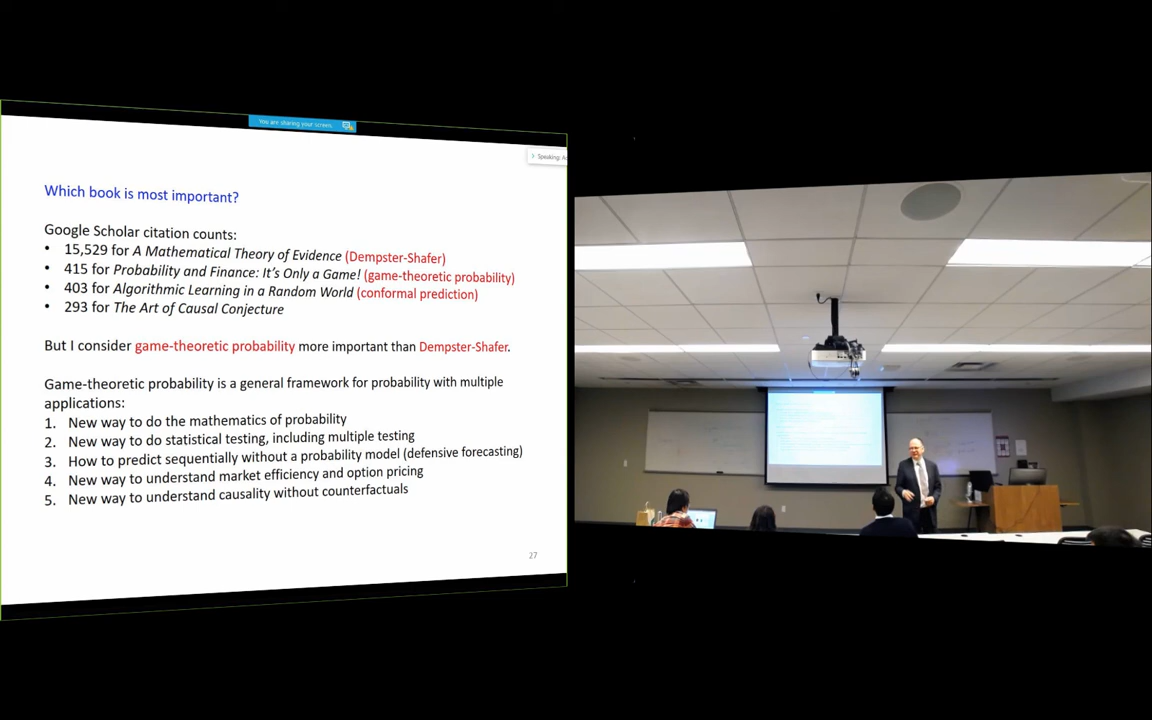 You are sharing your screen.
Speaking:
Which book is most important?
Google Scholar citation counts:
• 15,529 for A Mathematical Theory of Evidence (Dempster-Shafer)
• 415 for Probability and Finance: It's Only a Game! (game-theoretic probability)
• 403 for Algorithmic Learning in a Random World (conformal prediction)
• 293 for The Art of Causal Conjecture
But I consider game-theoretic probability more important than Dempster-Shafer.
Game-theoretic probability is a general framework for probability with multiple
applications:
1. New way to do the mathematics of probability
2. New way to do statistical testing, including multiple testing
3. How to predict sequentially without a probability model (defensive forecasting)
4. New way to understand market efficiency and option pricing
5. New way to understand causality without counterfactuals
27